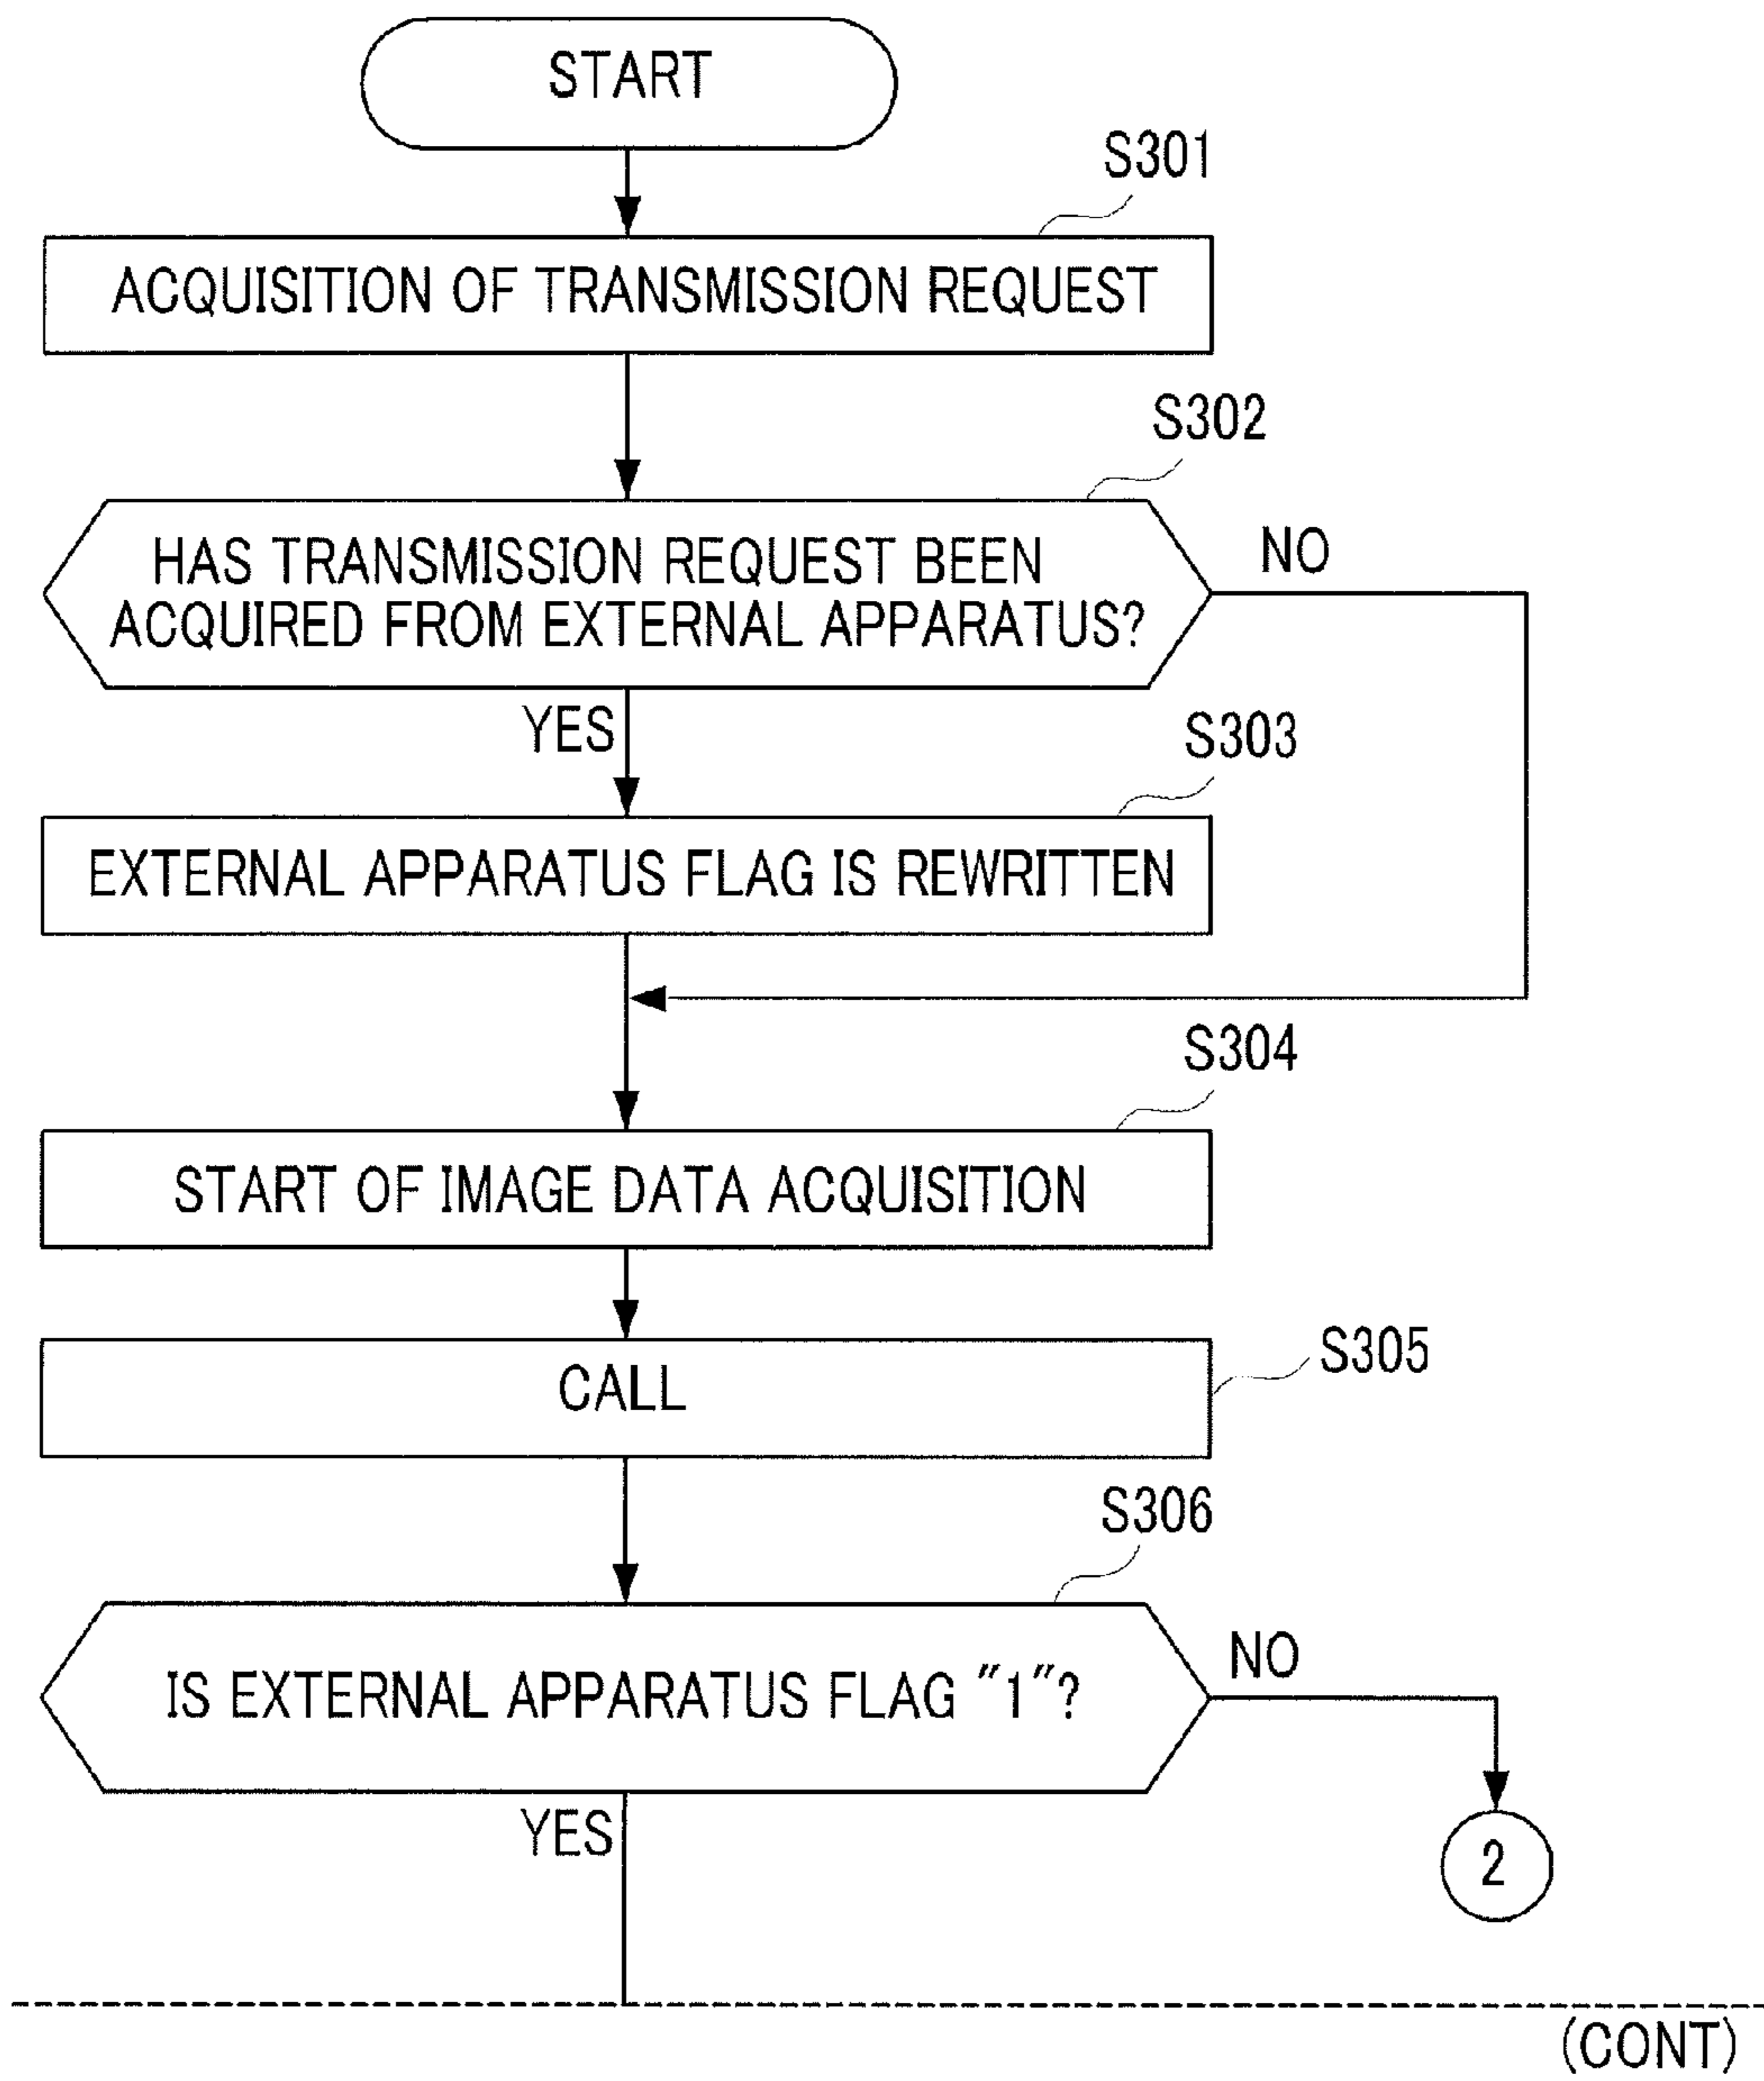 START
S301
ACQUISITION OF TRANSMISSION REQUEST
S302
HAS TRANSMISSION REQUEST BEEN
ACQUIRED FROM EXTERNAL APPARATUS?
NO
YES
S303
EXTERNAL APPARATUS FLAG IS REWRITTEN
S304
START OF IMAGE DATA ACQUISITION
S305
CALL
S306
IS EXTERNAL APPARATUS FLAG "1"?
NO
YES
2
(CONT)